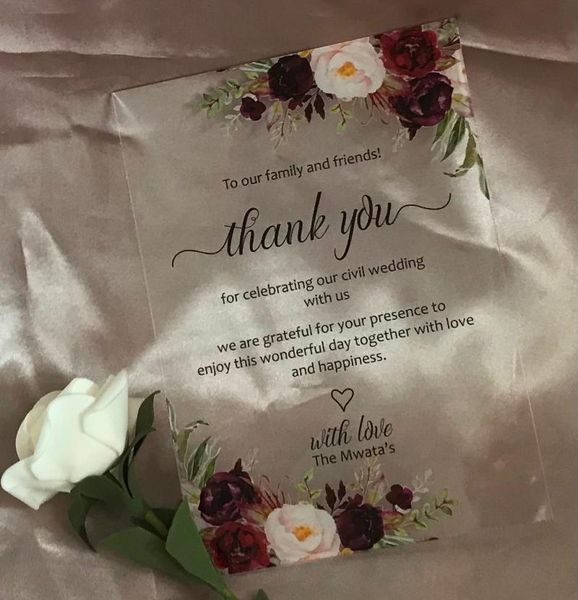 To our family and friends!
thank you
for celebrating our civil wedding
with us
we are grateful for your presence to
enjoy this wonderful day together with love
and happiness.
with love
The Mwata's